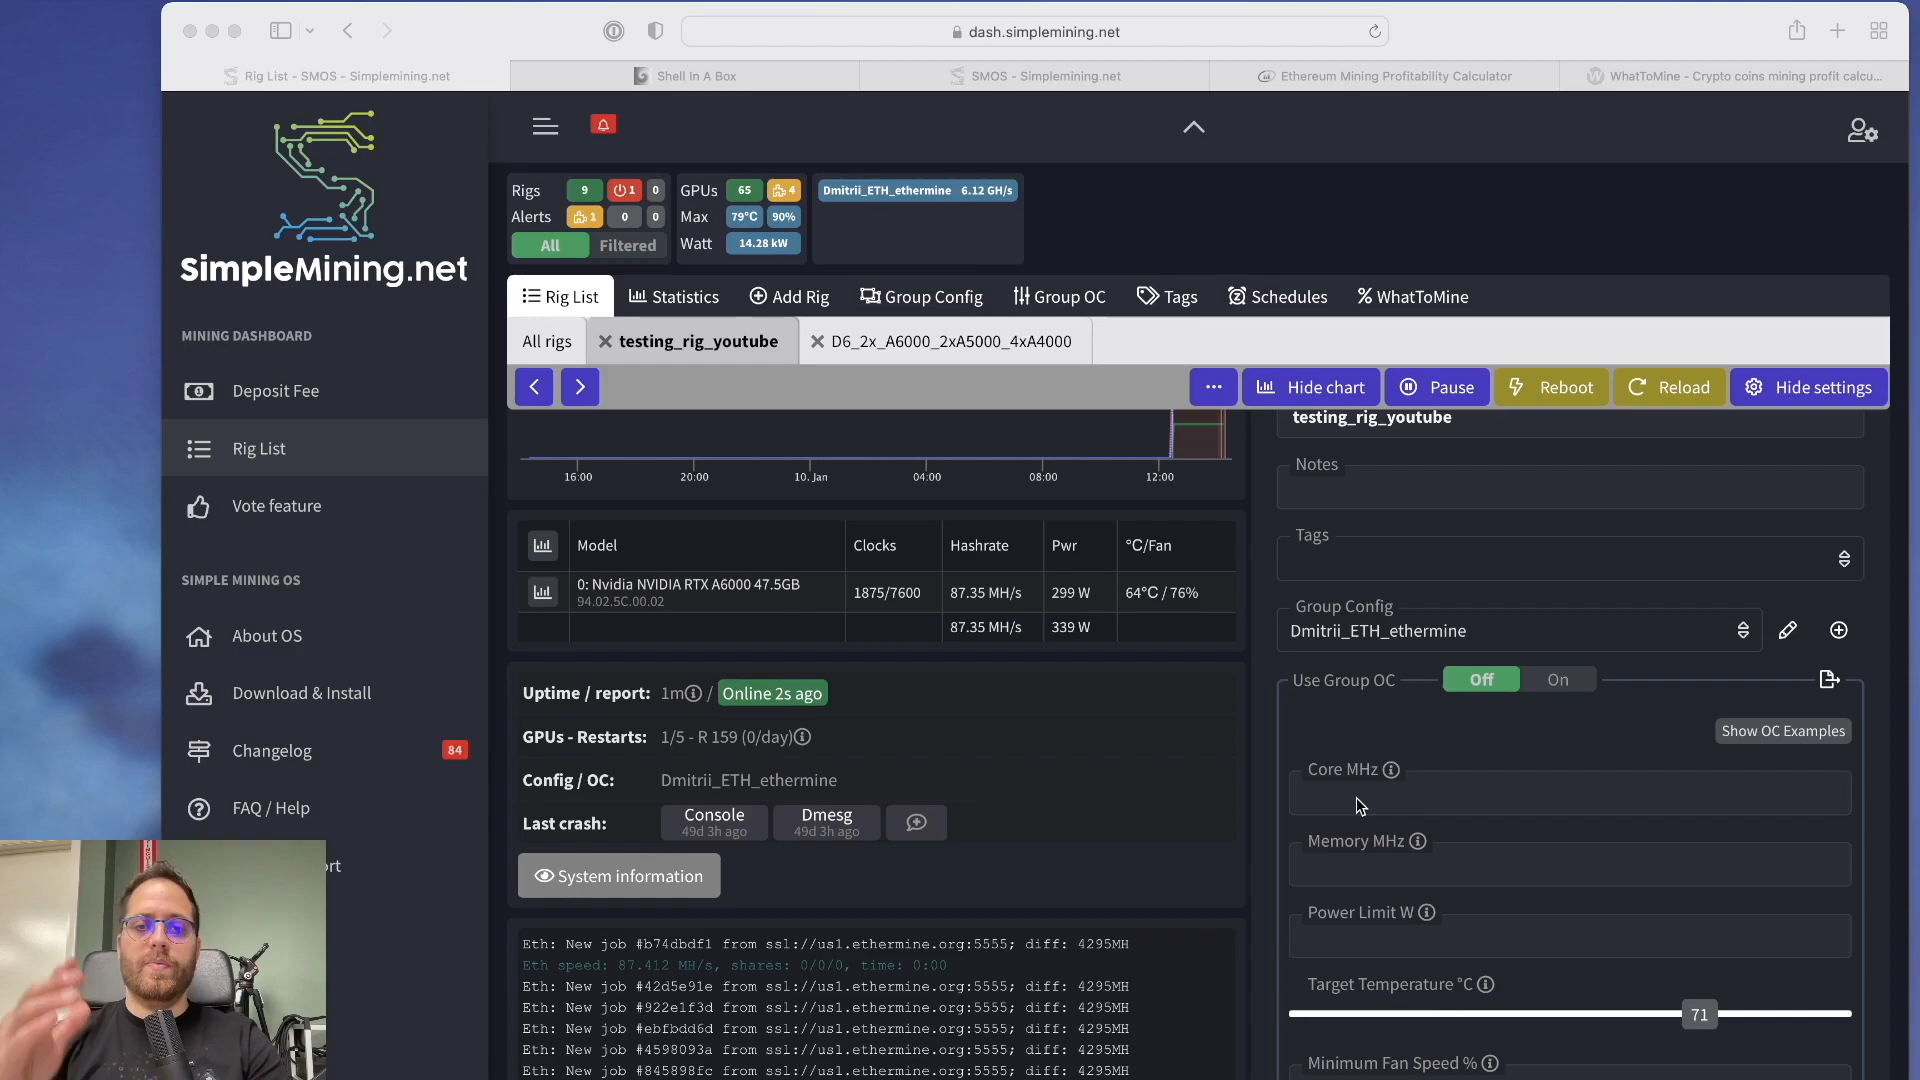 dash.simplemining.net
Rig List - SMOS - Simplemining.net
Shell In A Box
SMOS - Simplemining.net
Ethereum Mining Profitability Calculator
WhatToMine - Crypto coins mining profit calcu...
SimpleMining.net
MINING DASHBOARD
Deposit Fee
Rig List
Vote feature
SIMPLE MINING OS
About OS
Download & Install
Changelog 84
FAQ / Help
ort
Rigs 9 1 0
Alerts 1 0 0
All Filtered
GPUs 65 4
Max 79°C 90%
Watt 14.28 kW
Dmitrii_ETH_ethermine 6.12 GH/s
Rig List Statistics Add Rig Group Config Group OC Tags Schedules WhatToMine
All rigs testing_rig_youtube D6_2x_A6000_2xA5000_4xA4000
Hide chart Pause Reboot Reload Hide settings
16:00 20:00 10. Jan 04:00 08:00 12:00
Model Clocks Hashrate Pwr °C/Fan
0: Nvidia NVIDIA RTX A6000 47.5GB 1875/7600 87.35 MH/s 299 W 64°C / 76%
94.02.5C.00.02
87.35 MH/s 339 W
Uptime / report: 1m / Online 2s ago
GPUs - Restarts: 1/5 - R 159 (0/day)
Config / OC: Dmitrii_ETH_ethermine
Last crash: Console Dmesg
49d 3h ago 49d 3h ago
System information
Eth: New job #b74dbdf1 from ssl://us1.ethermine.org:5555; diff: 4295MH
Eth speed: 87.412 MH/s, shares: 0/0/0, time: 0:00
Eth: New job #42d5e91e from ssl://us1.ethermine.org:5555; diff: 4295MH
Eth: New job #922e1f3d from ssl://us1.ethermine.org:5555; diff: 4295MH
Eth: New job #ebfbdd6d from ssl://us1.ethermine.org:5555; diff: 4295MH
Eth: New job #4598093a from ssl://us1.ethermine.org:5555; diff: 4295MH
Eth: New job #845898fc from ssl://us1.ethermine.org:5555; diff: 4295MH
testing_rig_youtube
Notes
Tags
Group Config
Dmitrii_ETH_ethermine
Use Group OC Off On
Show OC Examples
Core MHz
Memory MHz
Power Limit W
Target Temperature °C
71
Minimum Fan Speed %